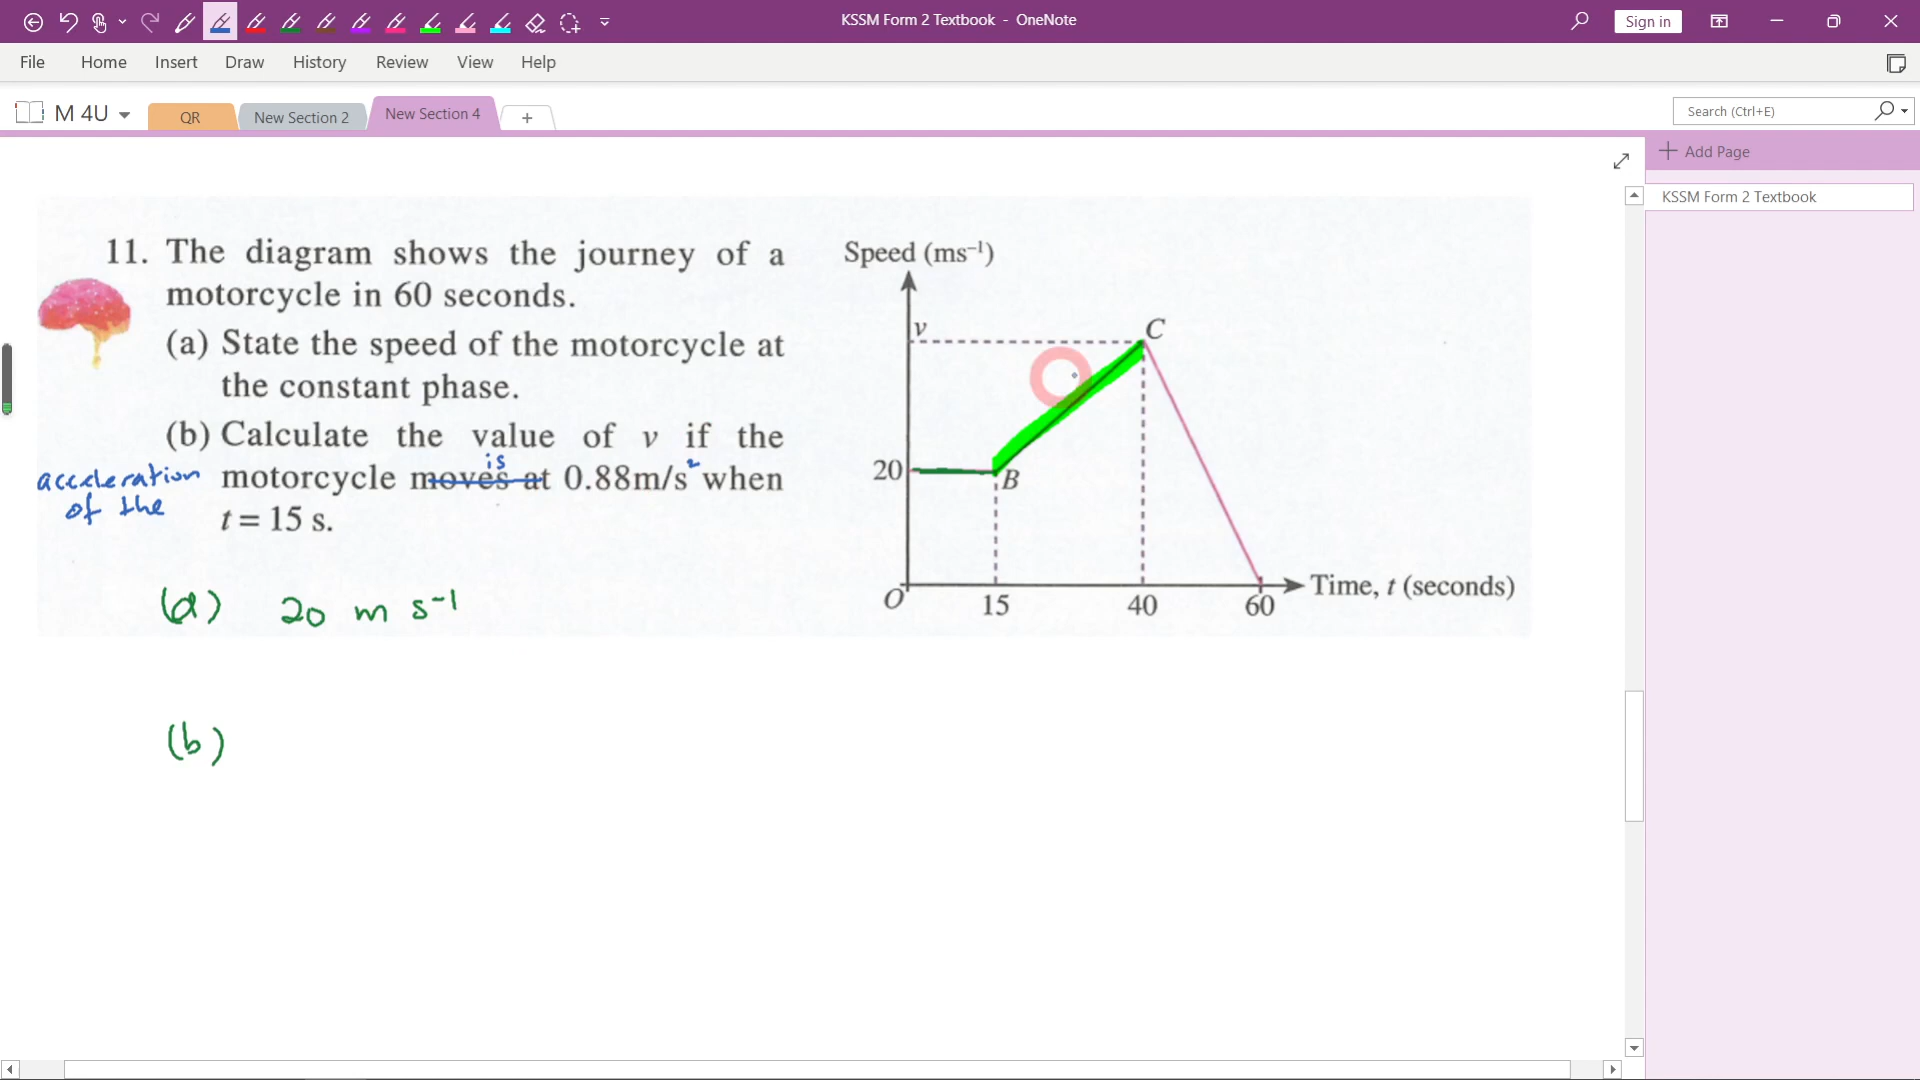 KSSM Form 2 Textbook - OneNote
Sign in
File Home Insert Draw History Review View Help
M 4U QR New Section 2 New Section 4 +
Search (Ctrl+E)
Add Page
KSSM Form 2 Textbook
11. The diagram shows the journey of a
motorcycle in 60 seconds.
(a) State the speed of the motorcycle at
the constant phase.
(b) Calculate the value of v if the
is 2
acceleration motorcycle moves at 0.88m/s when
of the
t = 15 s.
(a) 20 m s⁻¹
(b)
Speed (ms⁻¹)
v
C
20
B
O 15 40 60 Time, t (seconds)